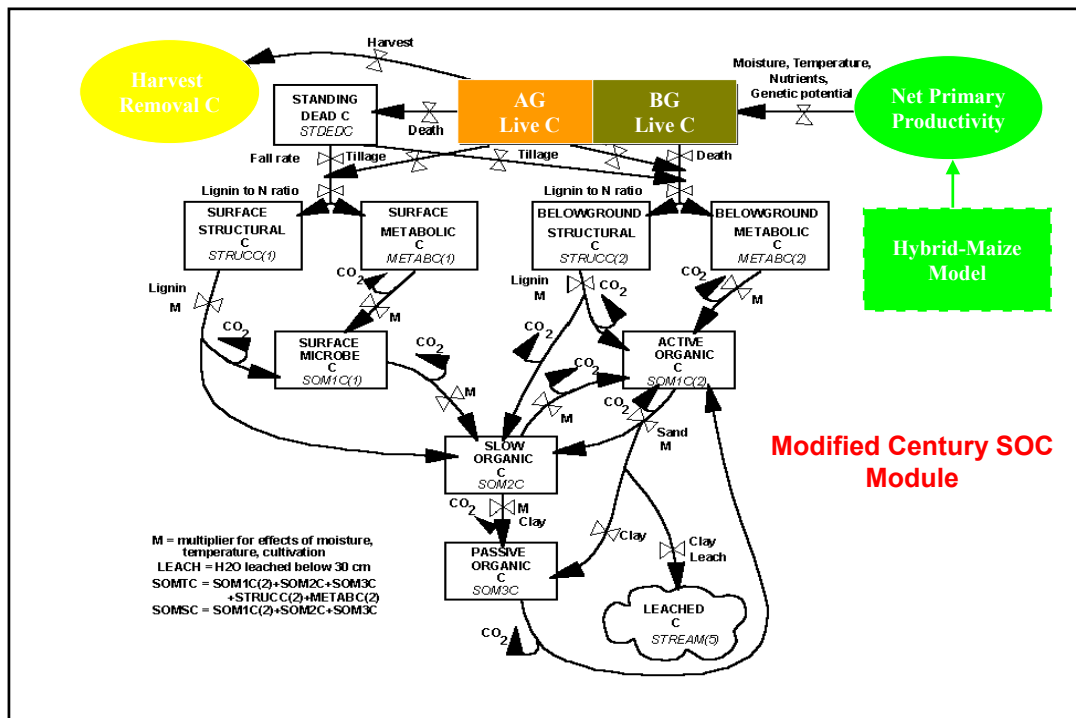 Harvest
Harvest
Removal C
STANDING
DEAD C
STDEDC
Death
AG
Live C
BG
Live C
Moisture, Temperature,
Nutrients,
Genetic potential
Net Primary
Productivity
Fall rate
Tillage
Tillage
Death
Lignin to N ratio
Lignin to N ratio
SURFACE
STRUCTURAL
C
STRUCC(1)
SURFACE
METABOLIC
C
METABC(1)
BELOWGROUND
STRUCTURAL
C
STRUCC(2)
BELOWGROUND
METABOLIC
C
METABC(2)
Hybrid-Maize
Model
Lignin
M
CO2
M
Lignin
M
CO2
CO2
M
CO2
SURFACE
MICROBE
C
SOM1C(1)
CO2
M
CO2
CO2
M
ACTIVE
ORGANIC
C
SOM1C(2)
CO2
Sand
M
SLOW
ORGANIC
C
SOM2C
Modified Century SOC
Module
CO2
M
Clay
Clay
Clay
Leach
PASSIVE
ORGANIC
C
SOM3C
LEACHED
C
STREAM(5)
CO2
M = multiplier for effects of moisture,
temperature, cultivation
LEACH = H2O leached below 30 cm
SOMTC = SOM1C(2)+SOM2C+SOM3C
+STRUCC(2)+METABC(2)
SOMSC = SOM1C(2)+SOM2C+SOM3C